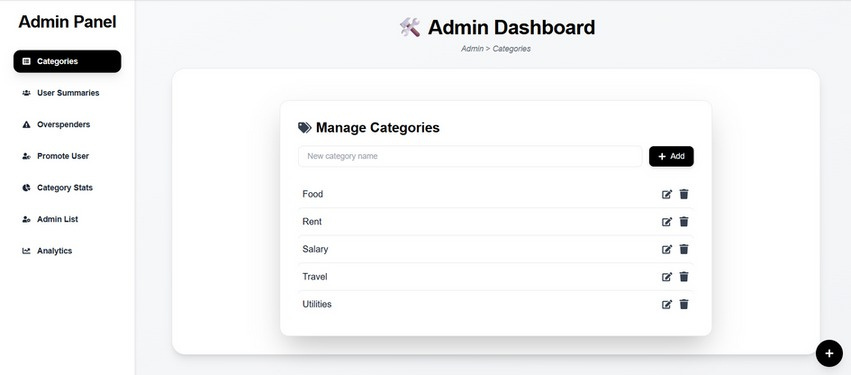 Admin Panel
Categories
User Summaries
Overspenders
Promote User
Category Stats
Admin List
Analytics
Admin Dashboard
Admin > Categories
Manage Categories
New category name
+ Add
Food
Rent
Salary
Travel
Utilities
+